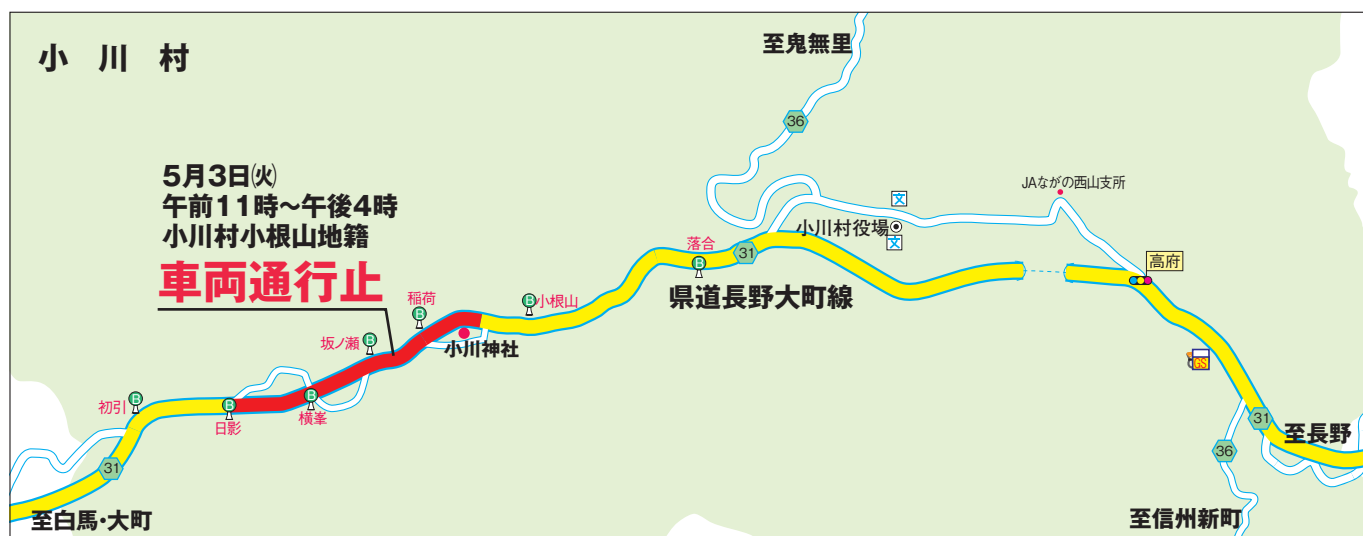 小川村
至鬼無里
36
5月3日㈫
午前11時〜午後4時
小川村小根山地籍
車両通行止
JAながの西山支所
文
小川村役場
文
落合
B
31
高府
県道長野大町線
稲荷
B
B
小根山
坂ノ瀬
B
小川神社
GS
初引
B
B
日影
B
横峯
31
至長野
31
36
至白馬・大町
至信州新町